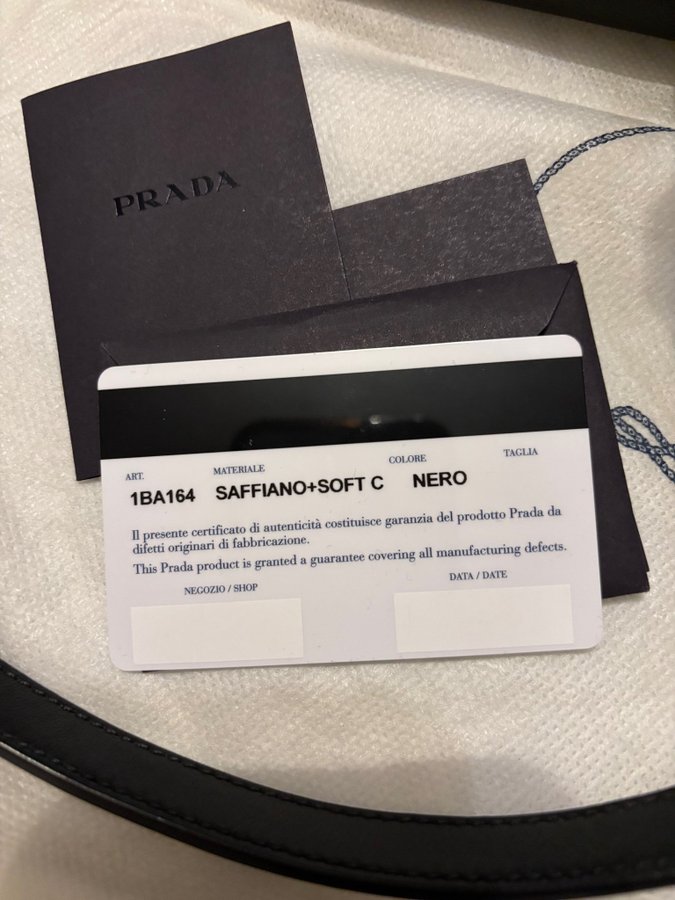 PRADA
ART. MATERIALE COLORE TAGLIA
1BA164 SAFFIANO+SOFT C NERO
Il presente certificato di autenticità costituisce garanzia del prodotto Prada da
difetti originari di fabbricazione.
This Prada product is granted a guarantee covering all manufacturing defects.
NEGOZIO / SHOP DATA / DATE